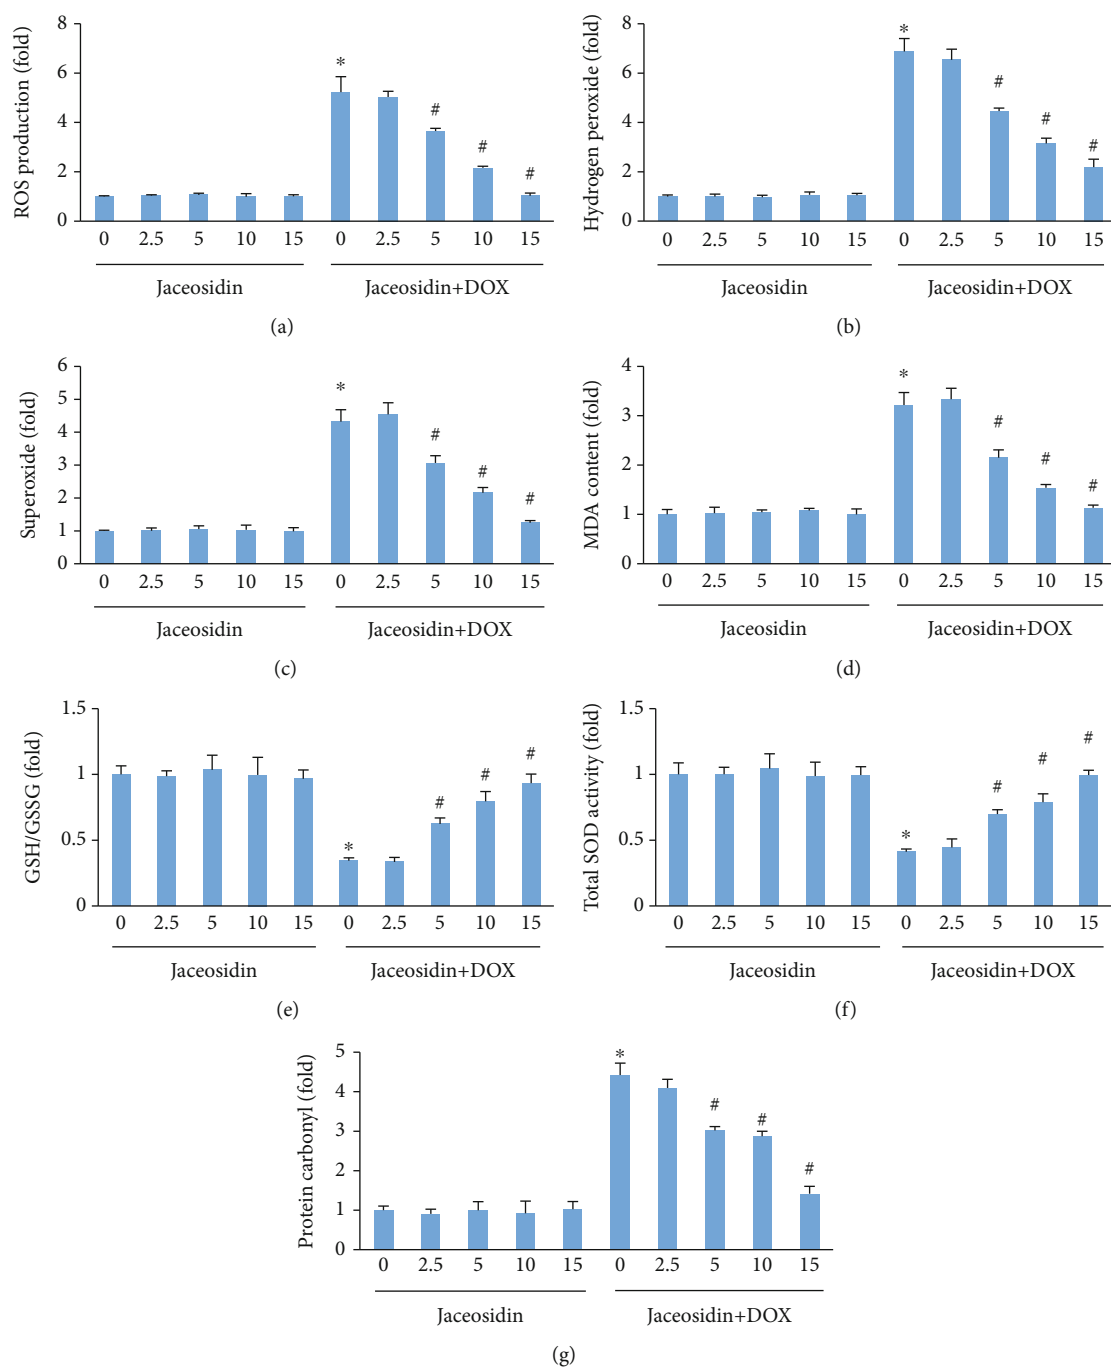 ROS production (fold)
8
6
4
2
0
*
#
#
#
0 2.5 5 10 15 0 2.5 5 10 15
Jaceosidin Jaceosidin+DOX
(a)
Hydrogen peroxide (fold)
8
6
4
2
0
*
#
#
#
0 2.5 5 10 15 0 2.5 5 10 15
Jaceosidin Jaceosidin+DOX
(b)
Superoxide (fold)
6
5
4
3
2
1
0
*
#
#
#
0 2.5 5 10 15 0 2.5 5 10 15
Jaceosidin Jaceosidin+DOX
(c)
MDA content (fold)
4
3
2
1
0
*
#
#
#
0 2.5 5 10 15 0 2.5 5 10 15
Jaceosidin Jaceosidin+DOX
(d)
GSH/GSSG (fold)
1.5
1
0.5
0
*
#
#
#
0 2.5 5 10 15 0 2.5 5 10 15
Jaceosidin Jaceosidin+DOX
(e)
Total SOD activity (fold)
1.5
1
0.5
0
*
#
#
#
0 2.5 5 10 15 0 2.5 5 10 15
Jaceosidin Jaceosidin+DOX
(f)
Protein carbonyl (fold)
5
4
3
2
1
0
*
#
#
#
0 2.5 5 10 15 0 2.5 5 10 15
Jaceosidin Jaceosidin+DOX
(g)